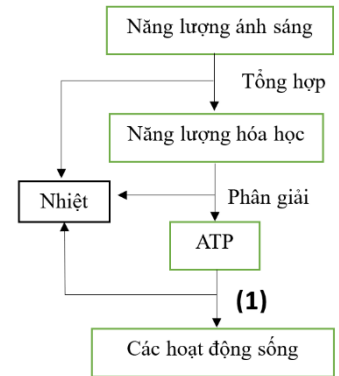 Năng lượng ánh sáng
Tổng hợp
Năng lượng hóa học
Nhiệt
Phân giải
ATP
(1)
Các hoạt động sống